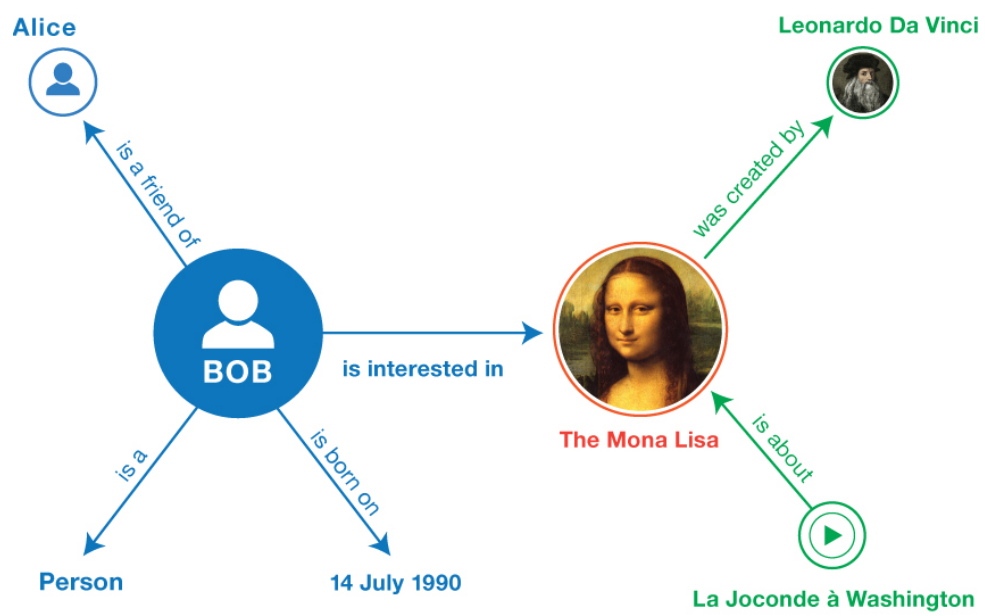 Alice
Leonardo Da Vinci
is a friend of
was created by
BOB
is interested in
The Mona Lisa
is a
is born on
is about
Person
14 July 1990
La Joconde à Washington